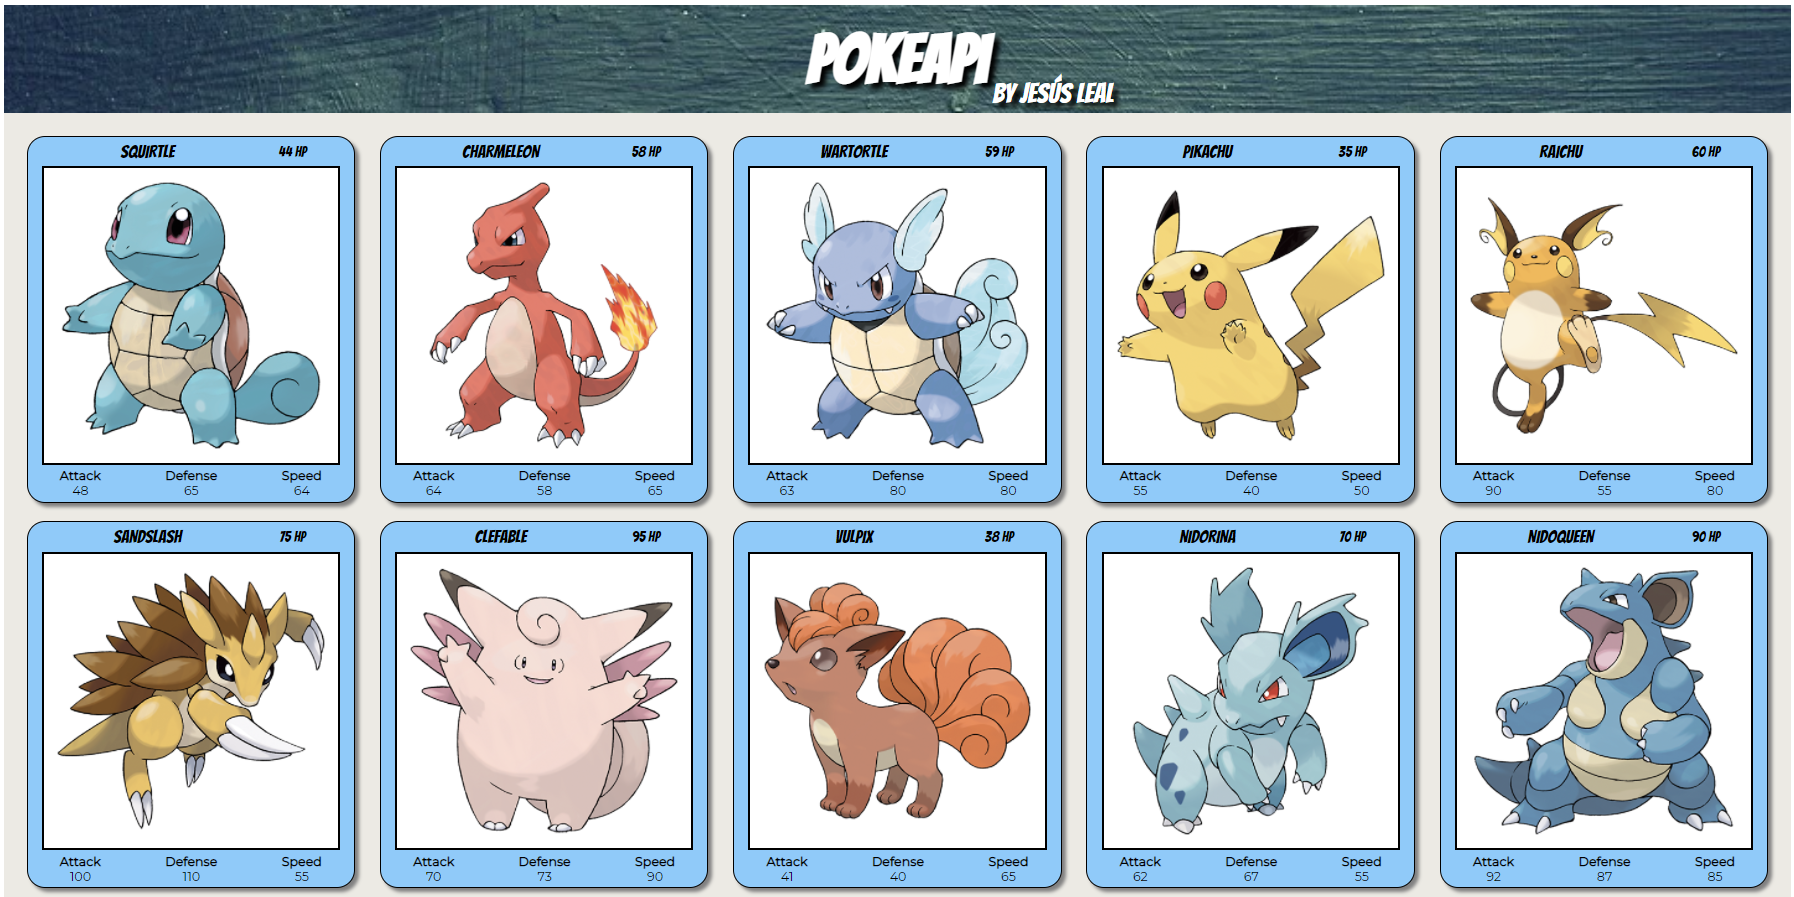 POKEAPI
BY JESÚS LEAL
SQUIRTLE 44 HP
Attack Defense Speed
48 65 64
CHARMELEON 58 HP
Attack Defense Speed
64 58 65
WARTORTLE 59 HP
Attack Defense Speed
63 80 80
PIKACHU 35 HP
Attack Defense Speed
55 40 50
RAICHU 60 HP
Attack Defense Speed
90 55 80
SANDSLASH 75 HP
Attack Defense Speed
100 110 55
CLEFABLE 95 HP
Attack Defense Speed
70 73 90
VULPIX 38 HP
Attack Defense Speed
41 40 65
NIDORINA 70 HP
Attack Defense Speed
62 67 55
NIDOQUEEN 90 HP
Attack Defense Speed
92 87 85